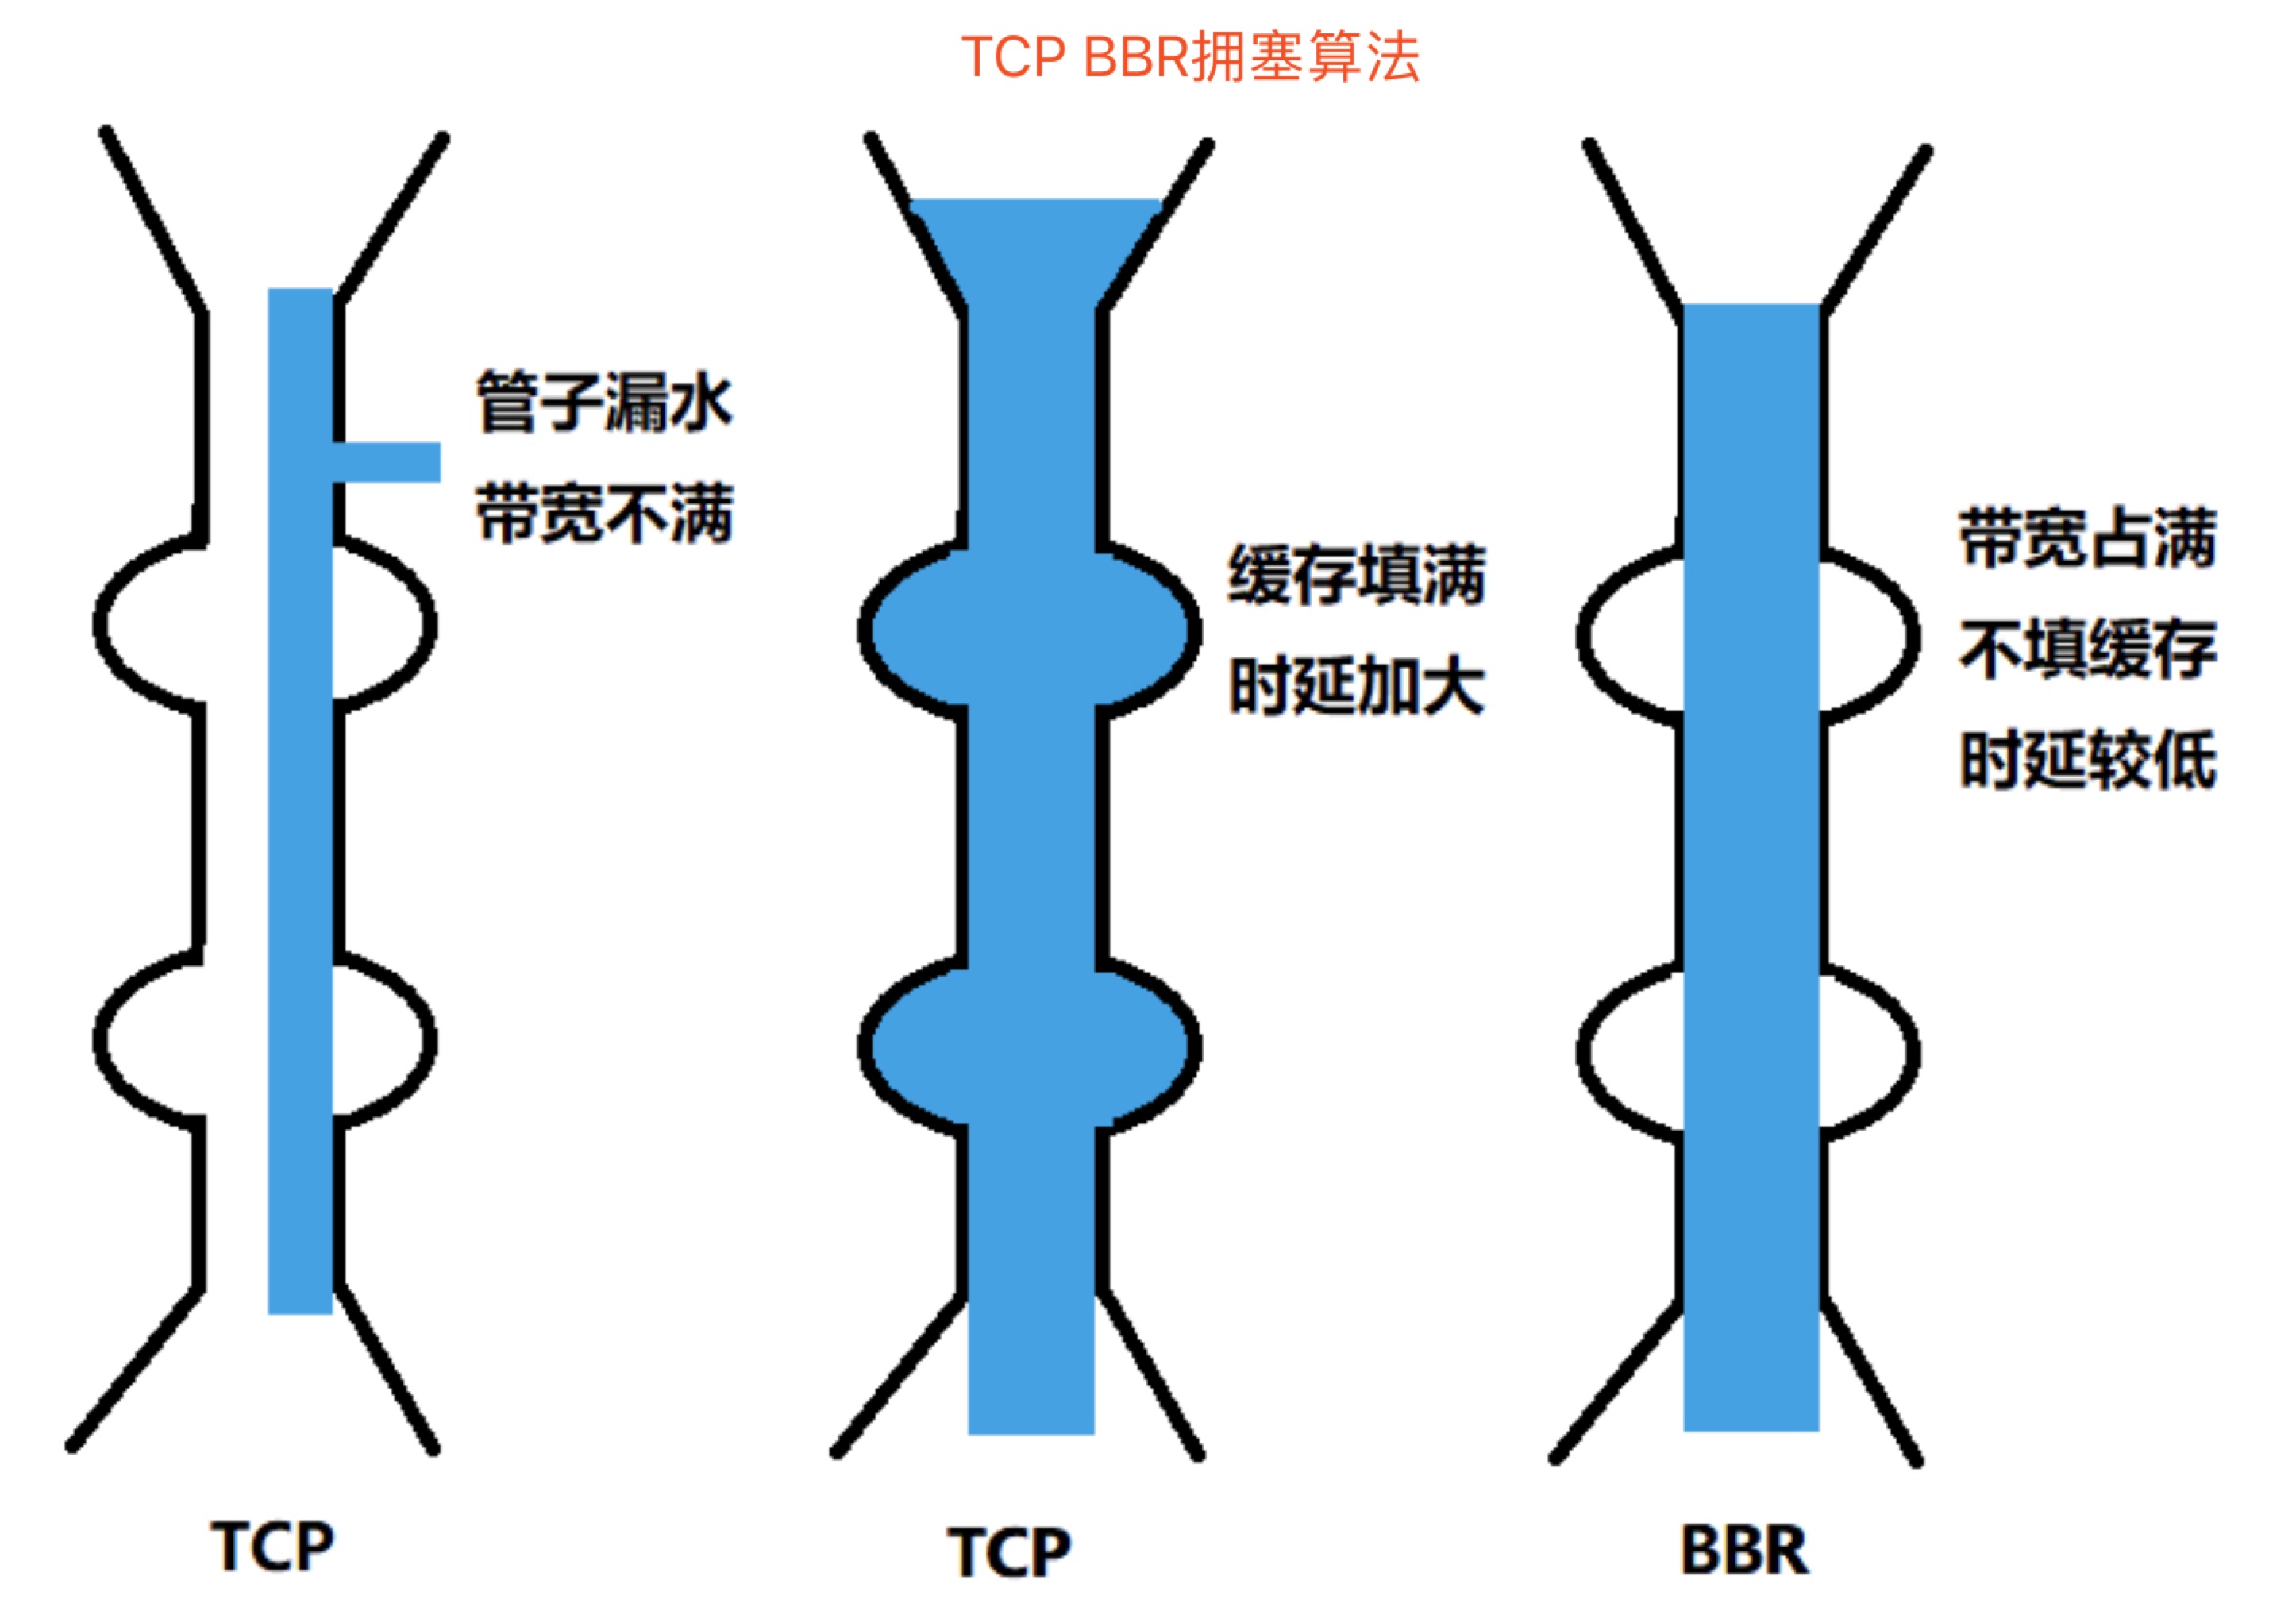 TCP BBR拥塞算法
管子漏水
带宽不满
缓存填满
时延加大
带宽占满
不填缓存
时延较低
TCP
TCP
BBR